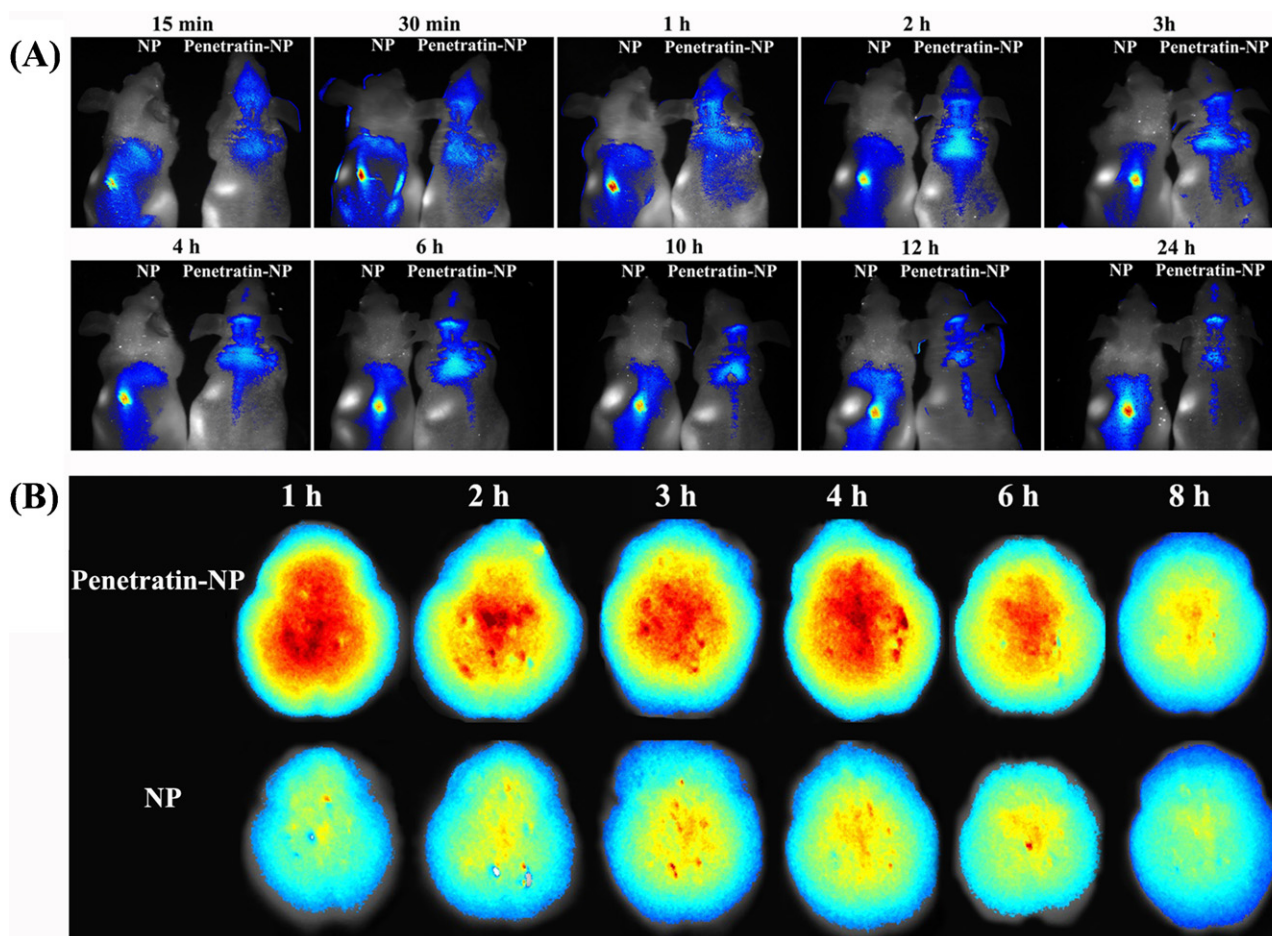 (A)
15 min 30 min 1 h 2 h 3h
NP Penetratin-NP NP Penetratin-NP NP Penetratin-NP NP Penetratin-NP NP Penetratin-NP
4 h 6 h 10 h 12 h 24 h
NP Penetratin-NP NP Penetratin-NP NP Penetratin-NP NP Penetratin-NP NP Penetratin-NP
(B)
1 h 2 h 3 h 4 h 6 h 8 h
Penetratin-NP
NP